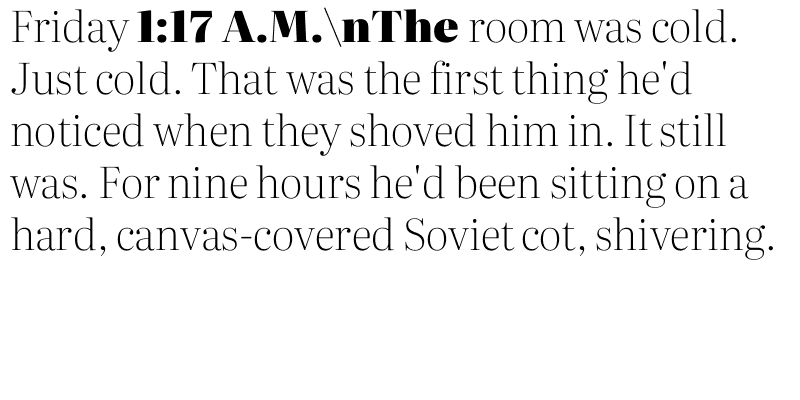 Friday 1:17 A.M.\nThe room was cold.
Just cold. That was the first thing he'd
noticed when they shoved him in. It still
was. For nine hours he'd been sitting on a
hard, canvas-covered Soviet cot, shivering.